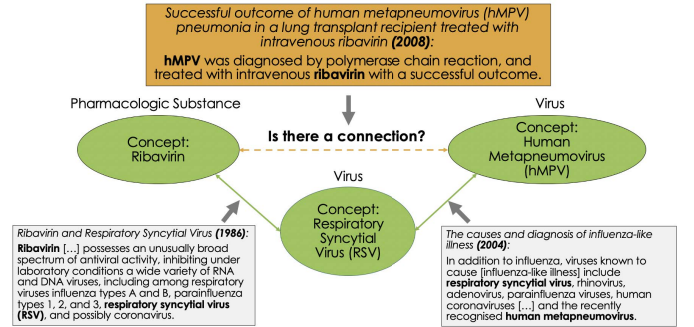 Successful outcome of human metapneumovirus (hMPV)
pneumonia in a lung transplant recipient treated with
intravenous ribavirin (2008):
hMPV was diagnosed by polymerase chain reaction, and
treated with intravenous ribavirin with a successful outcome.
Pharmacologic Substance
Virus
Is there a connection?
Concept:
Ribavirin
Concept:
Human
Metapneumovirus
(hMPV)
Virus
Concept:
Respiratory
Syncytial
Virus (RSV)
Ribavirin and Respiratory Syncytial Virus (1986):
Ribavirin […] possesses an unusually broad
spectrum of antiviral activity, inhibiting under
laboratory conditions a wide variety of RNA
and DNA viruses, including among respiratory
viruses influenza types A and B, parainfluenza
types 1, 2, and 3, respiratory syncytial virus
(RSV), and possibly coronavirus.
The causes and diagnosis of influenza-like
illness (2004):
In addition to influenza, viruses known to
cause [influenza-like illness] include
respiratory syncytial virus, rhinovirus,
adenovirus, parainfluenza viruses, human
coronaviruses […] and the recently
recognised human metapneumovirus.